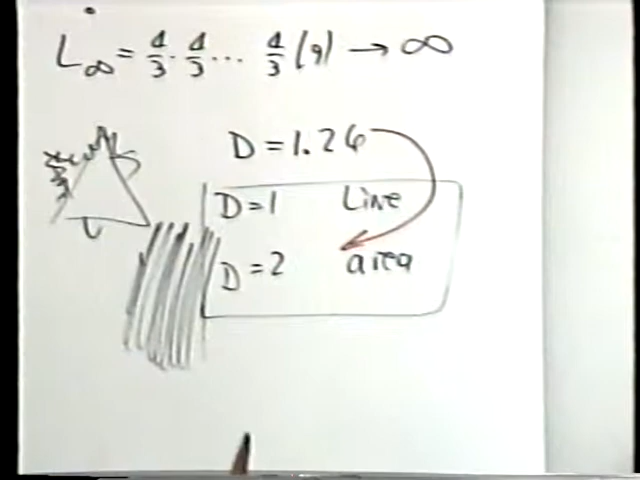 L∞ = 4/3 · 4/3 ... 4/3 (9) → ∞
D = 1.26
D = 1 Line
D = 2 area